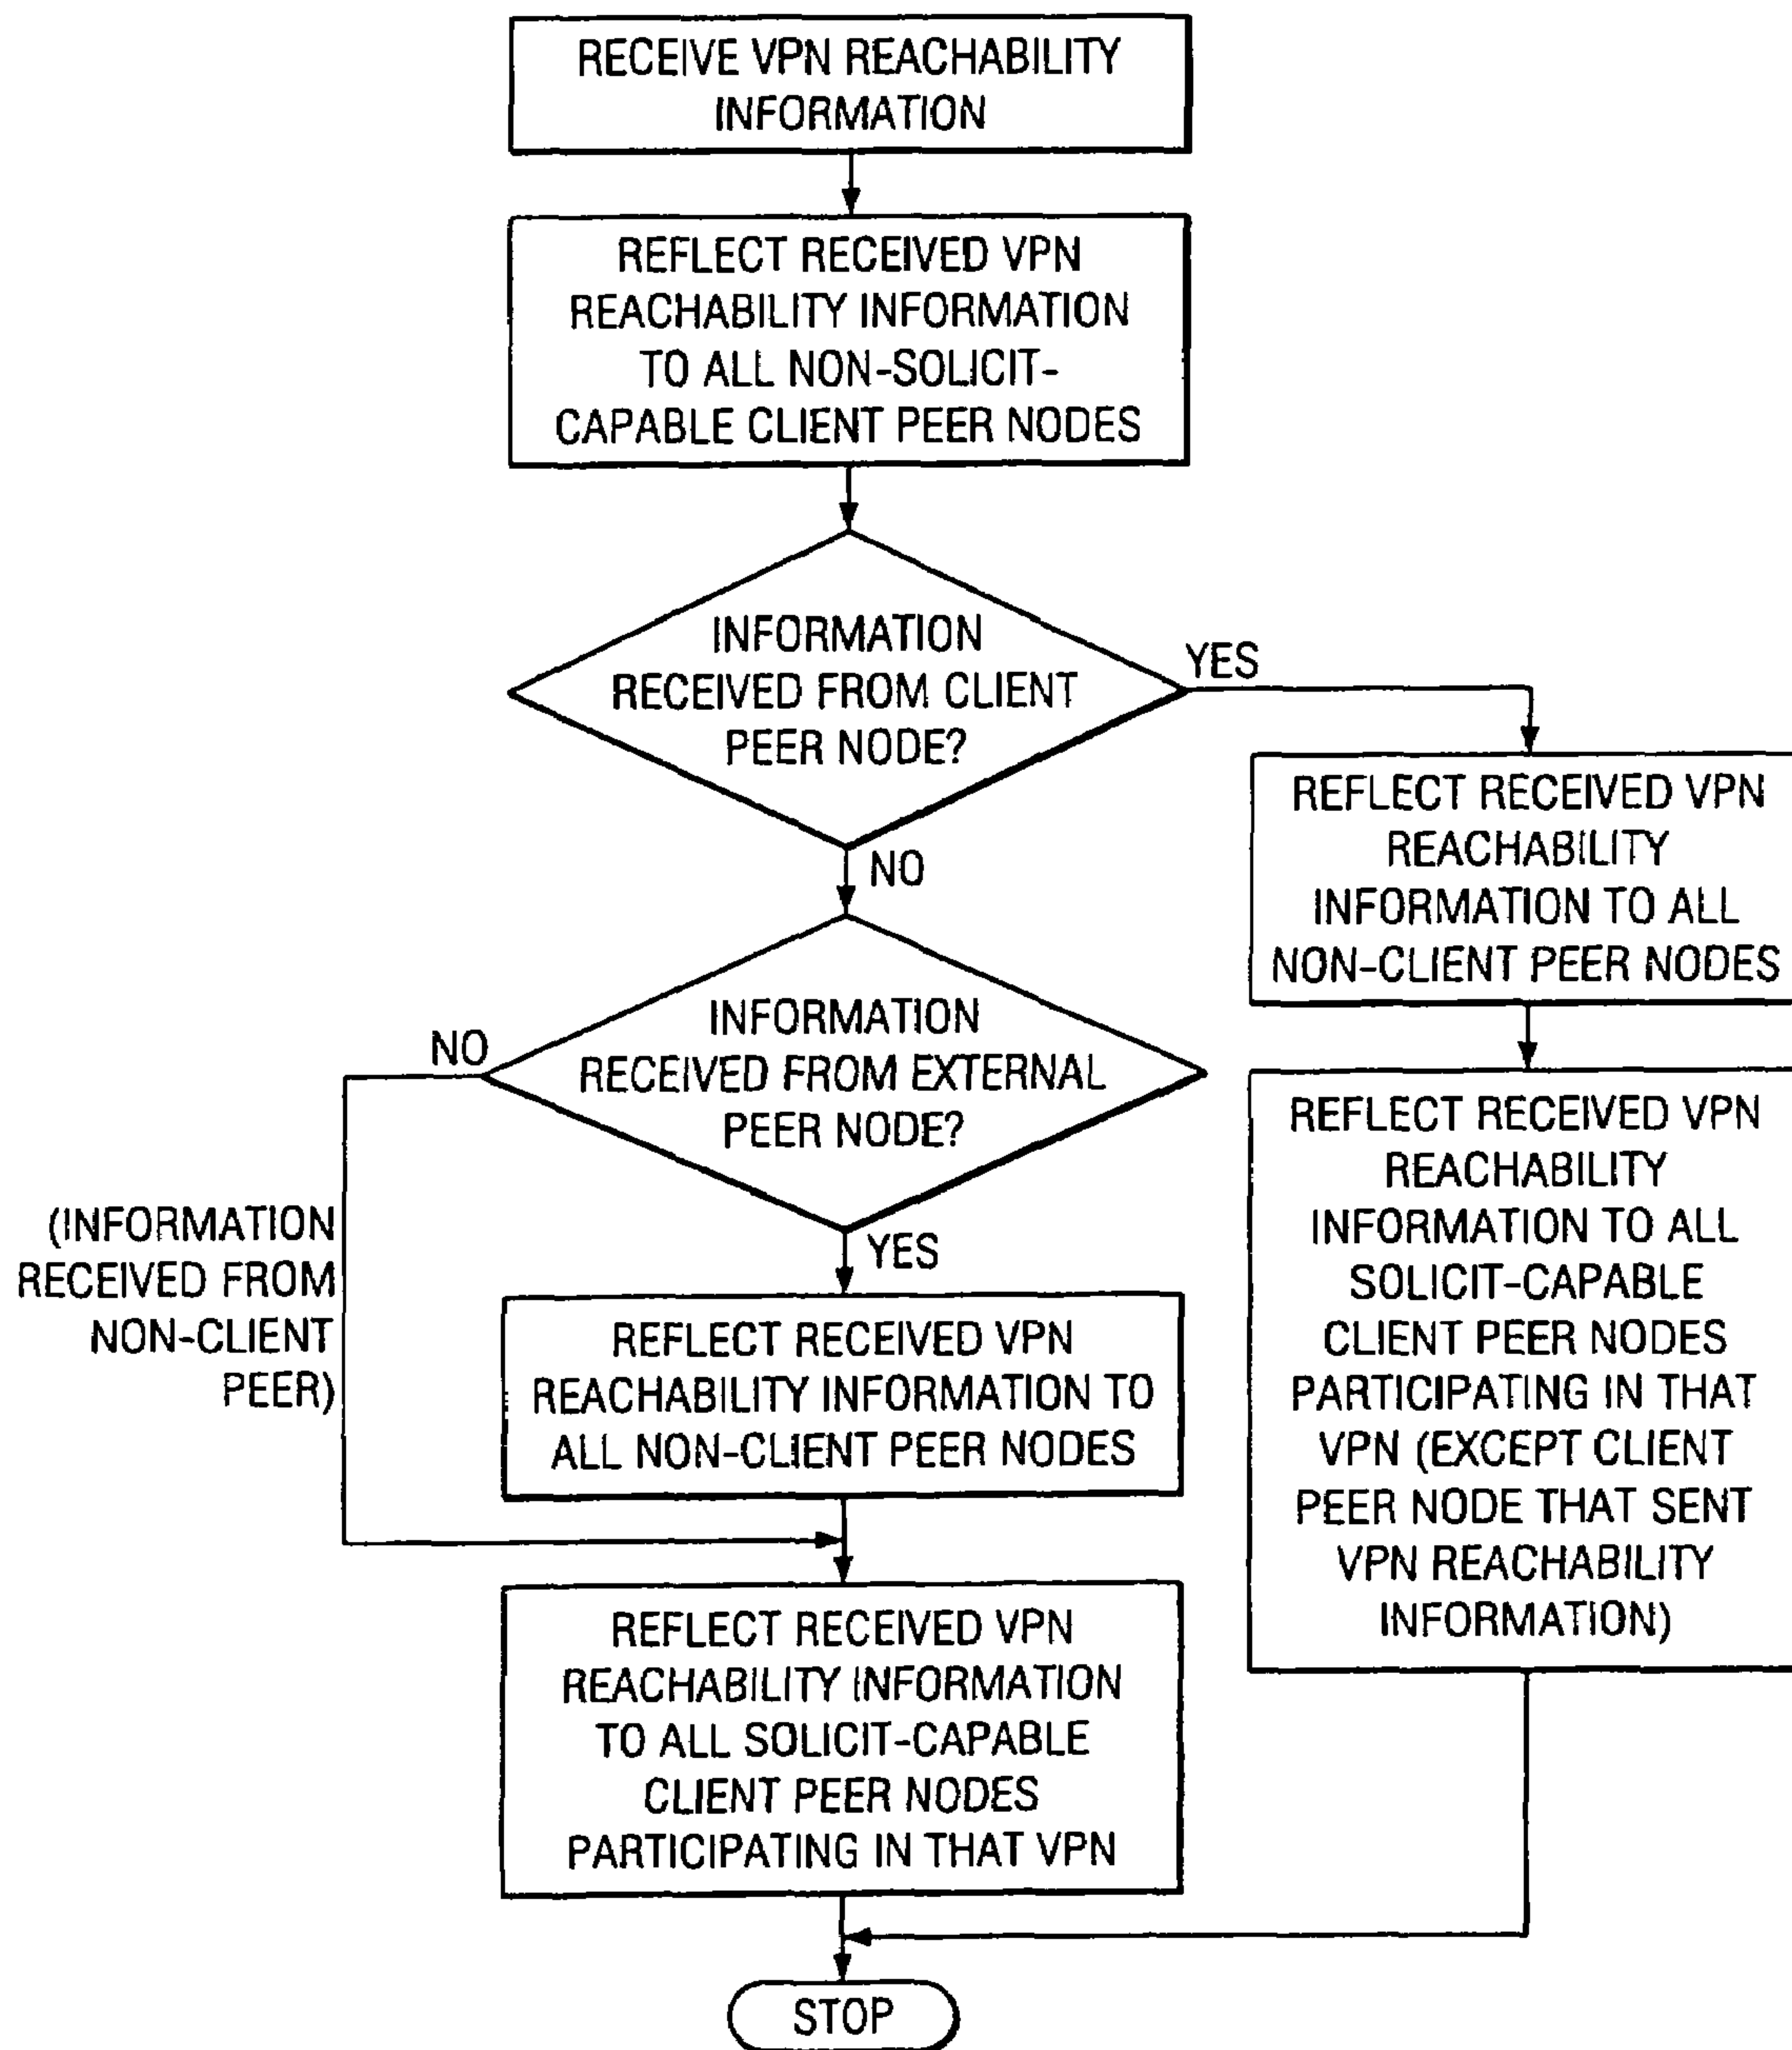 RECEIVE VPN REACHABILITY
INFORMATION
REFLECT RECEIVED VPN
REACHABILITY INFORMATION
TO ALL NON-SOLICIT-
CAPABLE CLIENT PEER NODES
INFORMATION
RECEIVED FROM CLIENT
PEER NODE?
YES
NO
REFLECT RECEIVED VPN
REACHABILITY
INFORMATION TO ALL
NON-CLIENT PEER NODES
INFORMATION
RECEIVED FROM EXTERNAL
PEER NODE?
NO
(INFORMATION
RECEIVED FROM
NON-CLIENT
PEER)
YES
REFLECT RECEIVED VPN
REACHABILITY
INFORMATION TO ALL
SOLICIT-CAPABLE
CLIENT PEER NODES
PARTICIPATING IN THAT
VPN (EXCEPT CLIENT
PEER NODE THAT SENT
VPN REACHABILITY
INFORMATION)
REFLECT RECEIVED VPN
REACHABILITY INFORMATION TO
ALL NON-CLIENT PEER NODES
REFLECT RECEIVED VPN
REACHABILITY INFORMATION
TO ALL SOLICIT-CAPABLE
CLIENT PEER NODES
PARTICIPATING IN THAT VPN
STOP